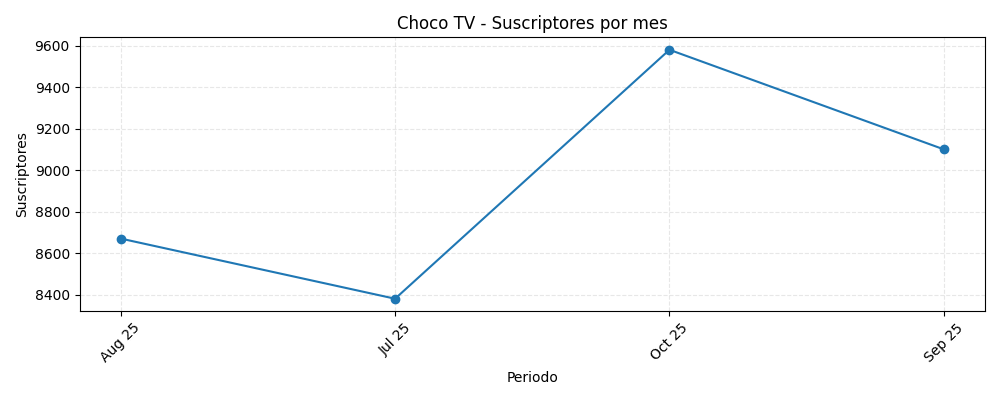 Choco TV - Suscriptores por mes
Suscriptores
9600
9400
9200
9000
8800
8600
8400
Aug 25
Jul 25
Oct 25
Sep 25
Periodo